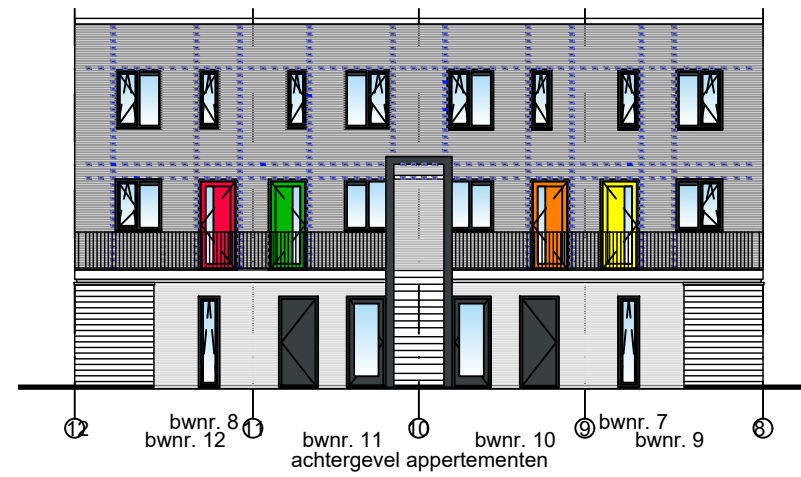 bwnr. 8 bwnr. 7
12 11 10 9 8
bwnr. 12 bwnr. 11 bwnr. 10 bwnr. 9
achtergevel appertementen